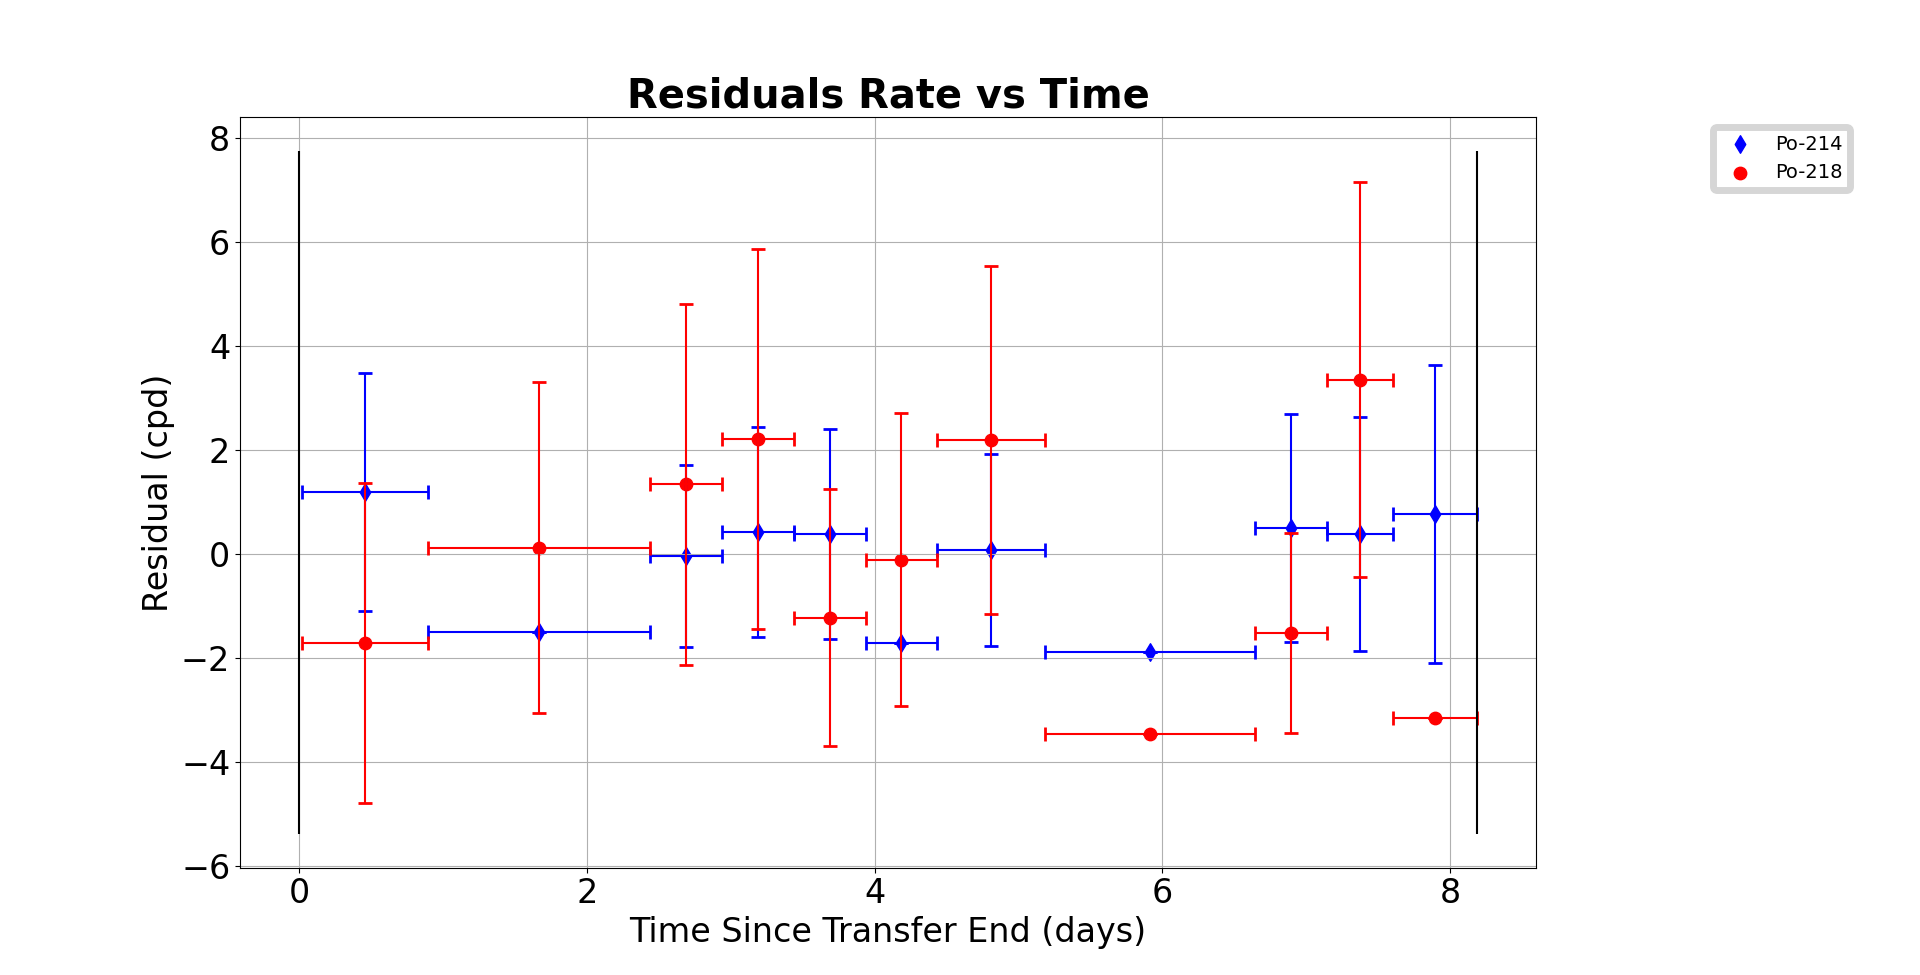 Residuals Rate vs Time
Po-214
Po-218
8
6
4
2
0
−2
−4
−6
Residual (cpd)
0 2 4 6 8
Time Since Transfer End (days)